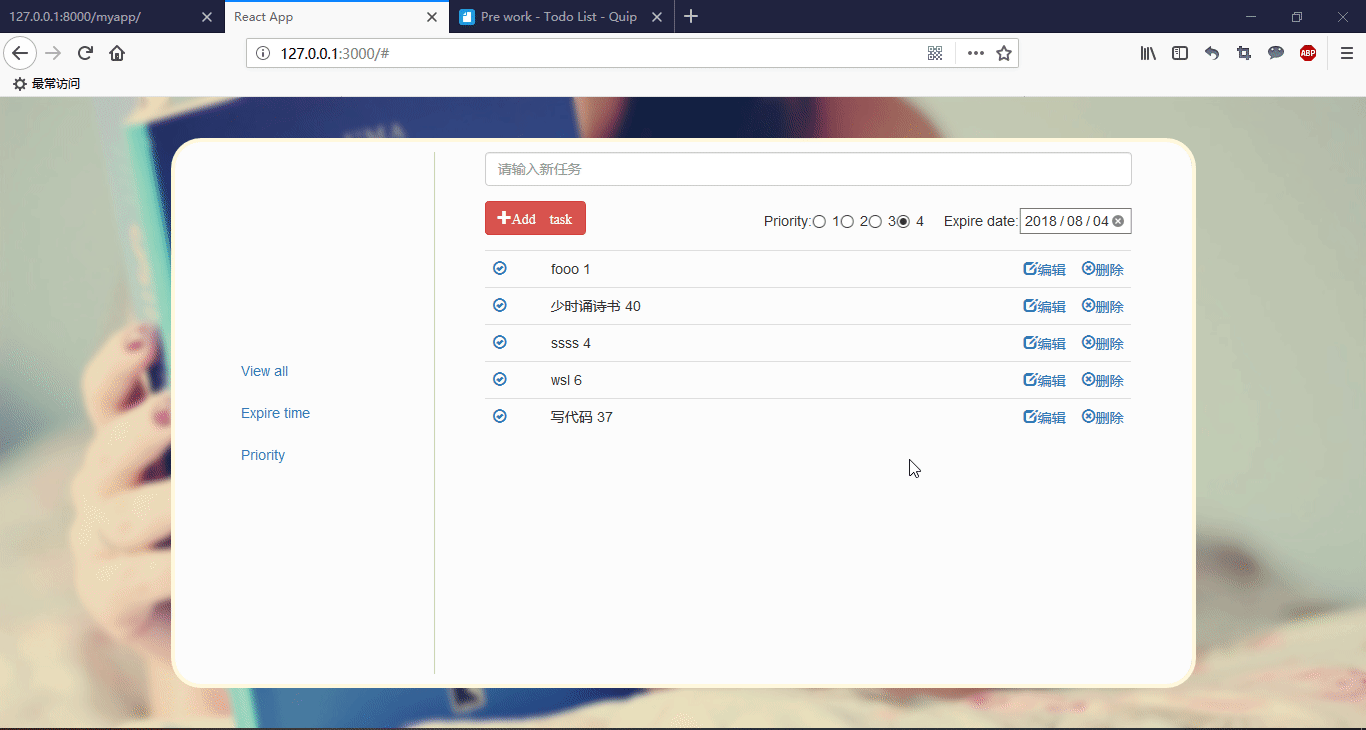 127.0.0.1:8000/myapp/
React App
Pre work - Todo List - Quip
127.0.0.1:3000/#
ABP
最常访问
请输入新任务
Add task
Priority: 1 2 3 4 Expire date: 2018 / 08 / 04
fooo 1 编辑 删除
少时诵诗书 40 编辑 删除
ssss 4 编辑 删除
View all
wsl 6 编辑 删除
Expire time
写代码 37 编辑 删除
Priority